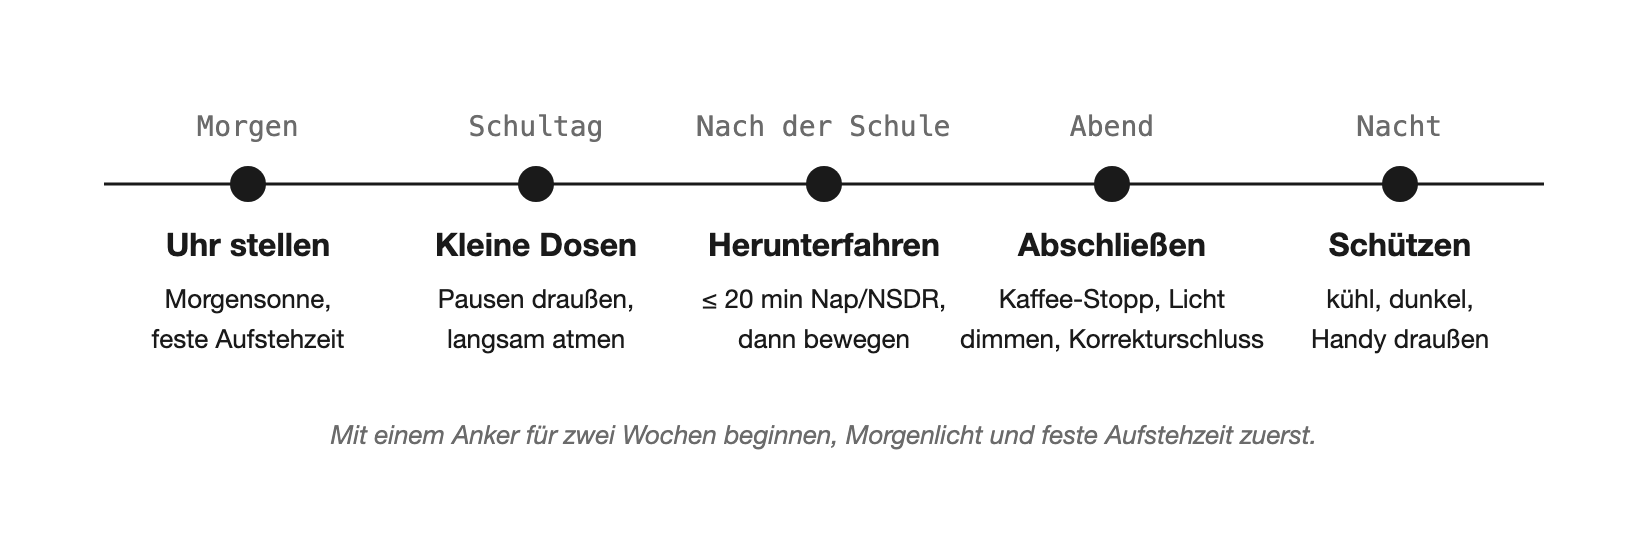 Morgen
Schultag
Nach der Schule
Abend
Nacht
Uhr stellen
Kleine Dosen
Herunterfahren
Abschließen
Schützen
Morgensonne,
feste Aufstehzeit
Pausen draußen,
langsam atmen
≤ 20 min Nap/NSDR,
dann bewegen
Kaffee-Stopp, Licht
dimmen, Korrekturschluss
kühl, dunkel,
Handy draußen
Mit einem Anker für zwei Wochen beginnen, Morgenlicht und feste Aufstehzeit zuerst.